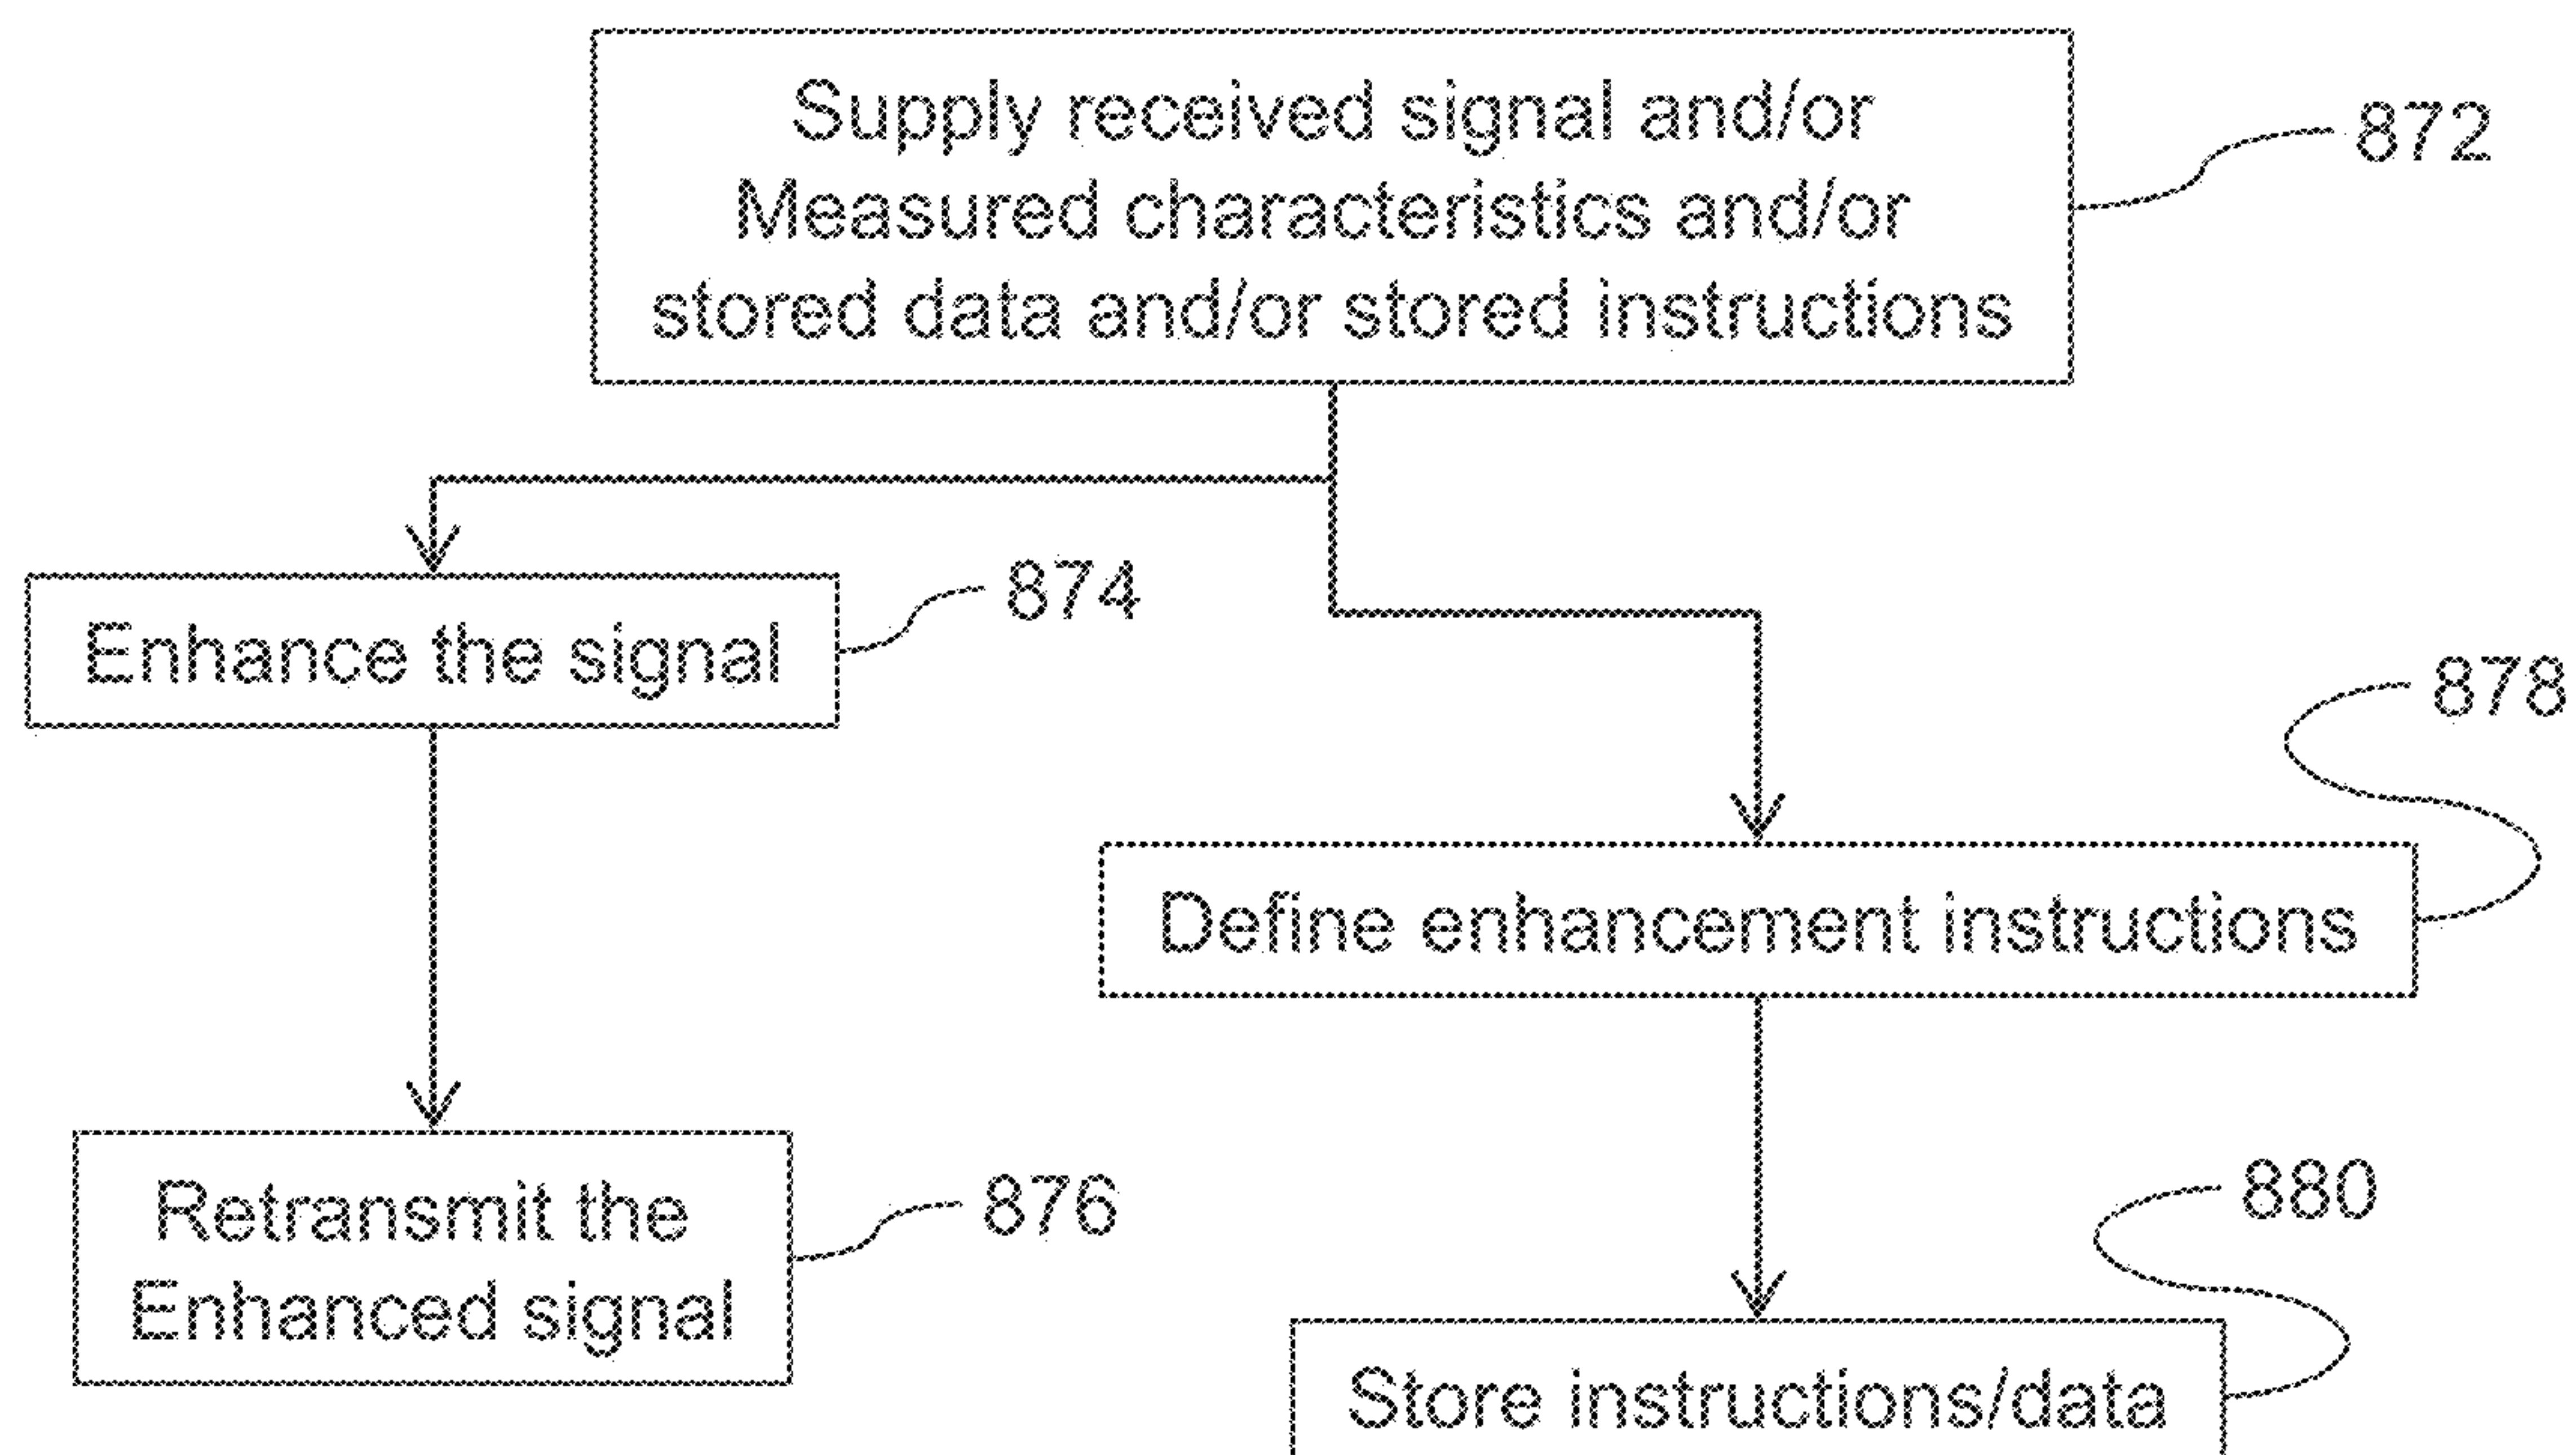 Supply received signal and/or
Measured characteristics and/or
stored data and/or stored instructions
872
Enhance the signal
874
878
Define enhancement instructions
Retransmit the
Enhanced signal
876
880
Store instructions/data